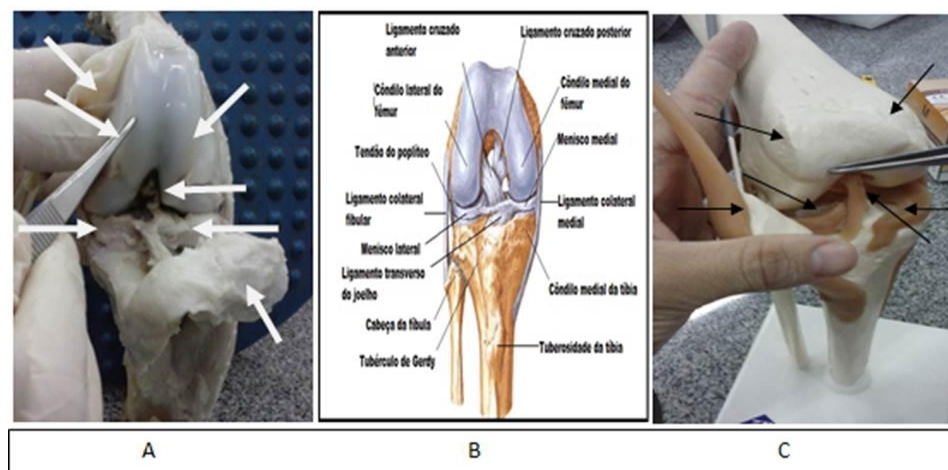 Ligamento cruzado
anterior
Ligamento cruzado posterior
Côndilo lateral do
fêmur
Côndilo medial do
fêmur
Tendão do poplíteo
Menisco medial
Ligamento colateral
fibular
Ligamento colateral
medial
Menisco lateral
Ligamento transverso
do joelho
Côndilo medial da tíbia
Cabeça da fíbula
Tubérculo de Gerdy
Tuberosidade da tíbia
A
B
C